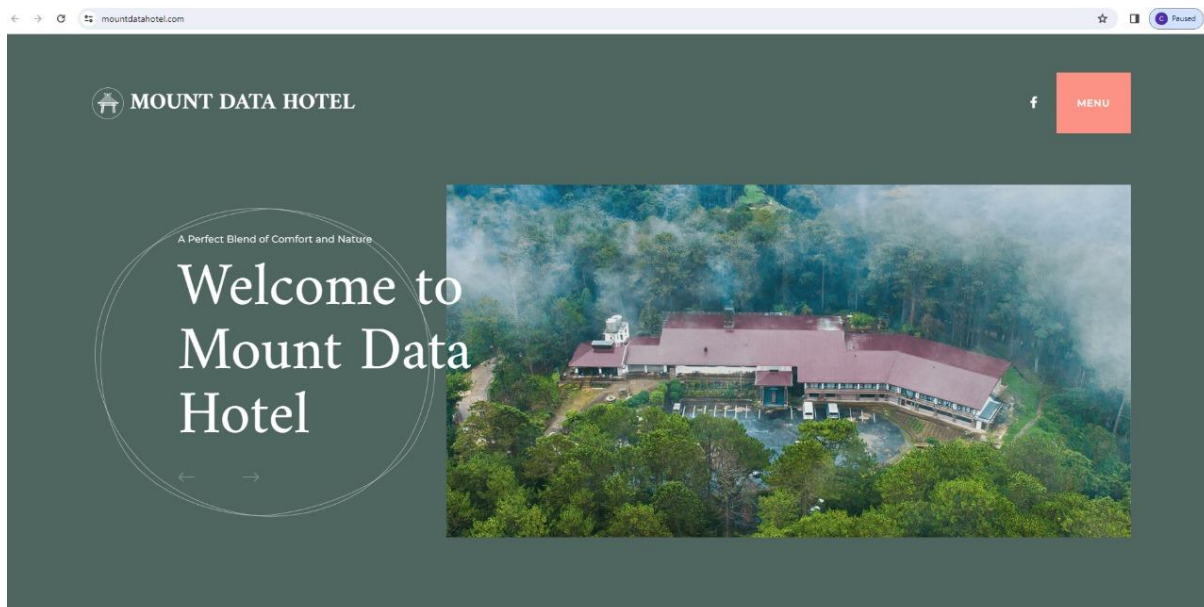 mountdatahotel.com
C
Paused
MOUNT DATA HOTEL
f
MENU
A Perfect Blend of Comfort and Nature
Welcome to
Mount Data
Hotel